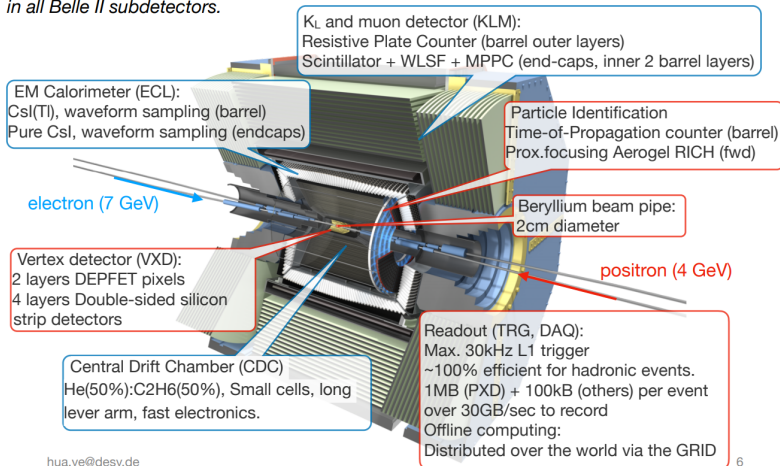 in all Belle II subdetectors.
KL and muon detector (KLM):
Resistive Plate Counter (barrel outer layers)
Scintillator + WLSF + MPPC (end-caps, inner 2 barrel layers)
EM Calorimeter (ECL):
CsI(Tl), waveform sampling (barrel)
Pure CsI, waveform sampling (endcaps)
Particle Identification
Time-of-Propagation counter (barrel)
Prox.focusing Aerogel RICH (fwd)
electron (7 GeV)
Beryllium beam pipe:
2cm diameter
Vertex detector (VXD):
2 layers DEPFET pixels
4 layers Double-sided silicon
strip detectors
positron (4 GeV)
Central Drift Chamber (CDC)
He(50%):C2H6(50%), Small cells, long
lever arm, fast electronics.
Readout (TRG, DAQ):
Max. 30kHz L1 trigger
~100% efficient for hadronic events.
1MB (PXD) + 100kB (others) per event
over 30GB/sec to record
Offline computing:
Distributed over the world via the GRID
hua.ye@desy.de
6